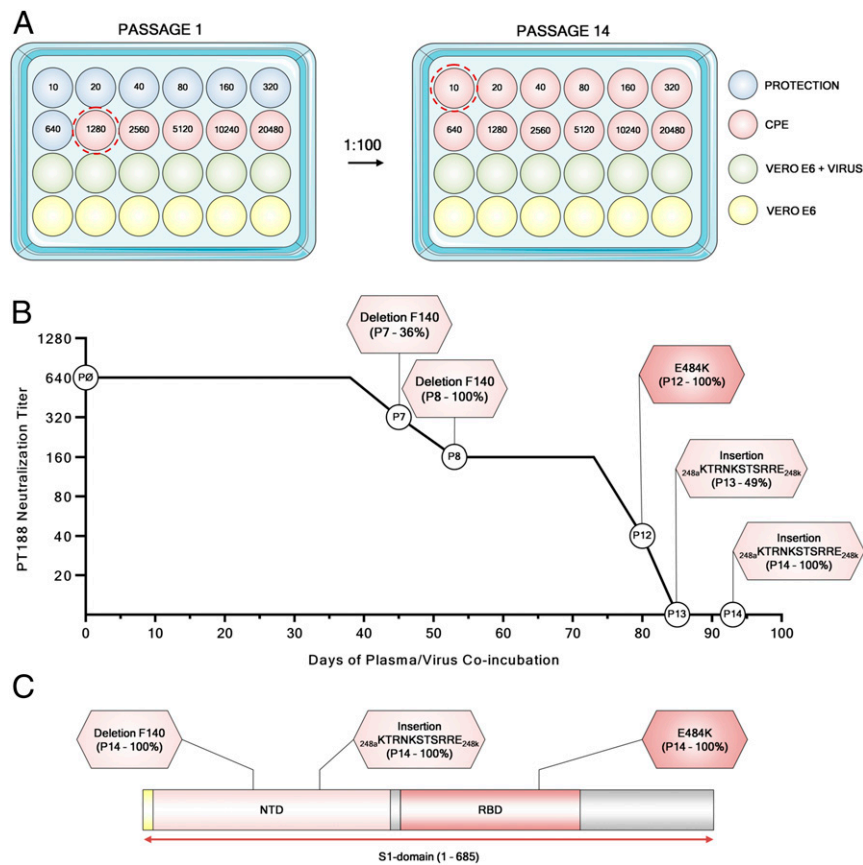 A
PASSAGE 1
PASSAGE 14
10 20 40 80 160 320
640 1280 2560 5120 10240 20480
1:100
10 20 40 80 160 320
640 1280 2560 5120 10240 20480
PROTECTION
CPE
VERO E6 + VIRUS
VERO E6
B
PT188 Neutralization Titer
1280
640
320
160
80
40
20
0 10 20 30 40 50 60 70 80 90 100
Days of Plasma/Virus Co-incubation
PØ
P7
P8
P12
P13
P14
Deletion F140
(P7 - 36%)
Deletion F140
(P8 - 100%)
E484K
(P12 - 100%)
Insertion
248aKTRNKSTSRRE248k
(P13 - 49%)
Insertion
248aKTRNKSTSRRE248k
(P14 - 100%)
C
Deletion F140
(P14 - 100%)
Insertion
248aKTRNKSTSRRE248k
(P14 - 100%)
E484K
(P14 - 100%)
NTD
RBD
S1-domain (1 - 685)